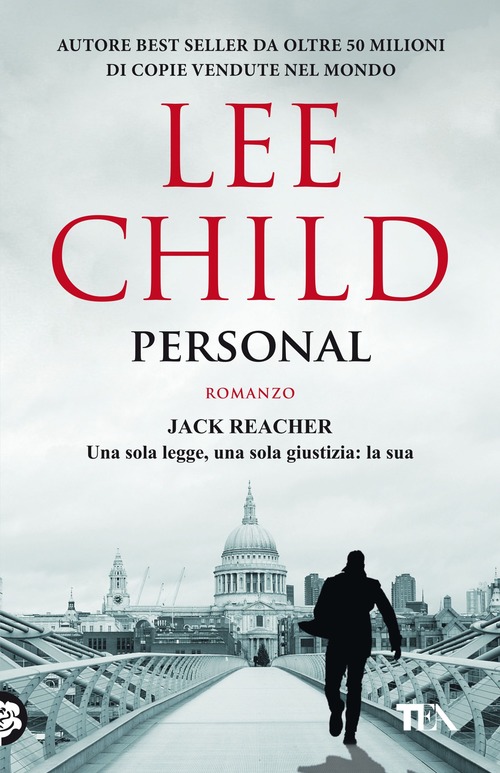 AUTORE BEST SELLER DA OLTRE 50 MILIONI
DI COPIE VENDUTE NEL MONDO
LEE
CHILD
PERSONAL
ROMANZO
JACK REACHER
Una sola legge, una sola giustizia: la sua
TEA